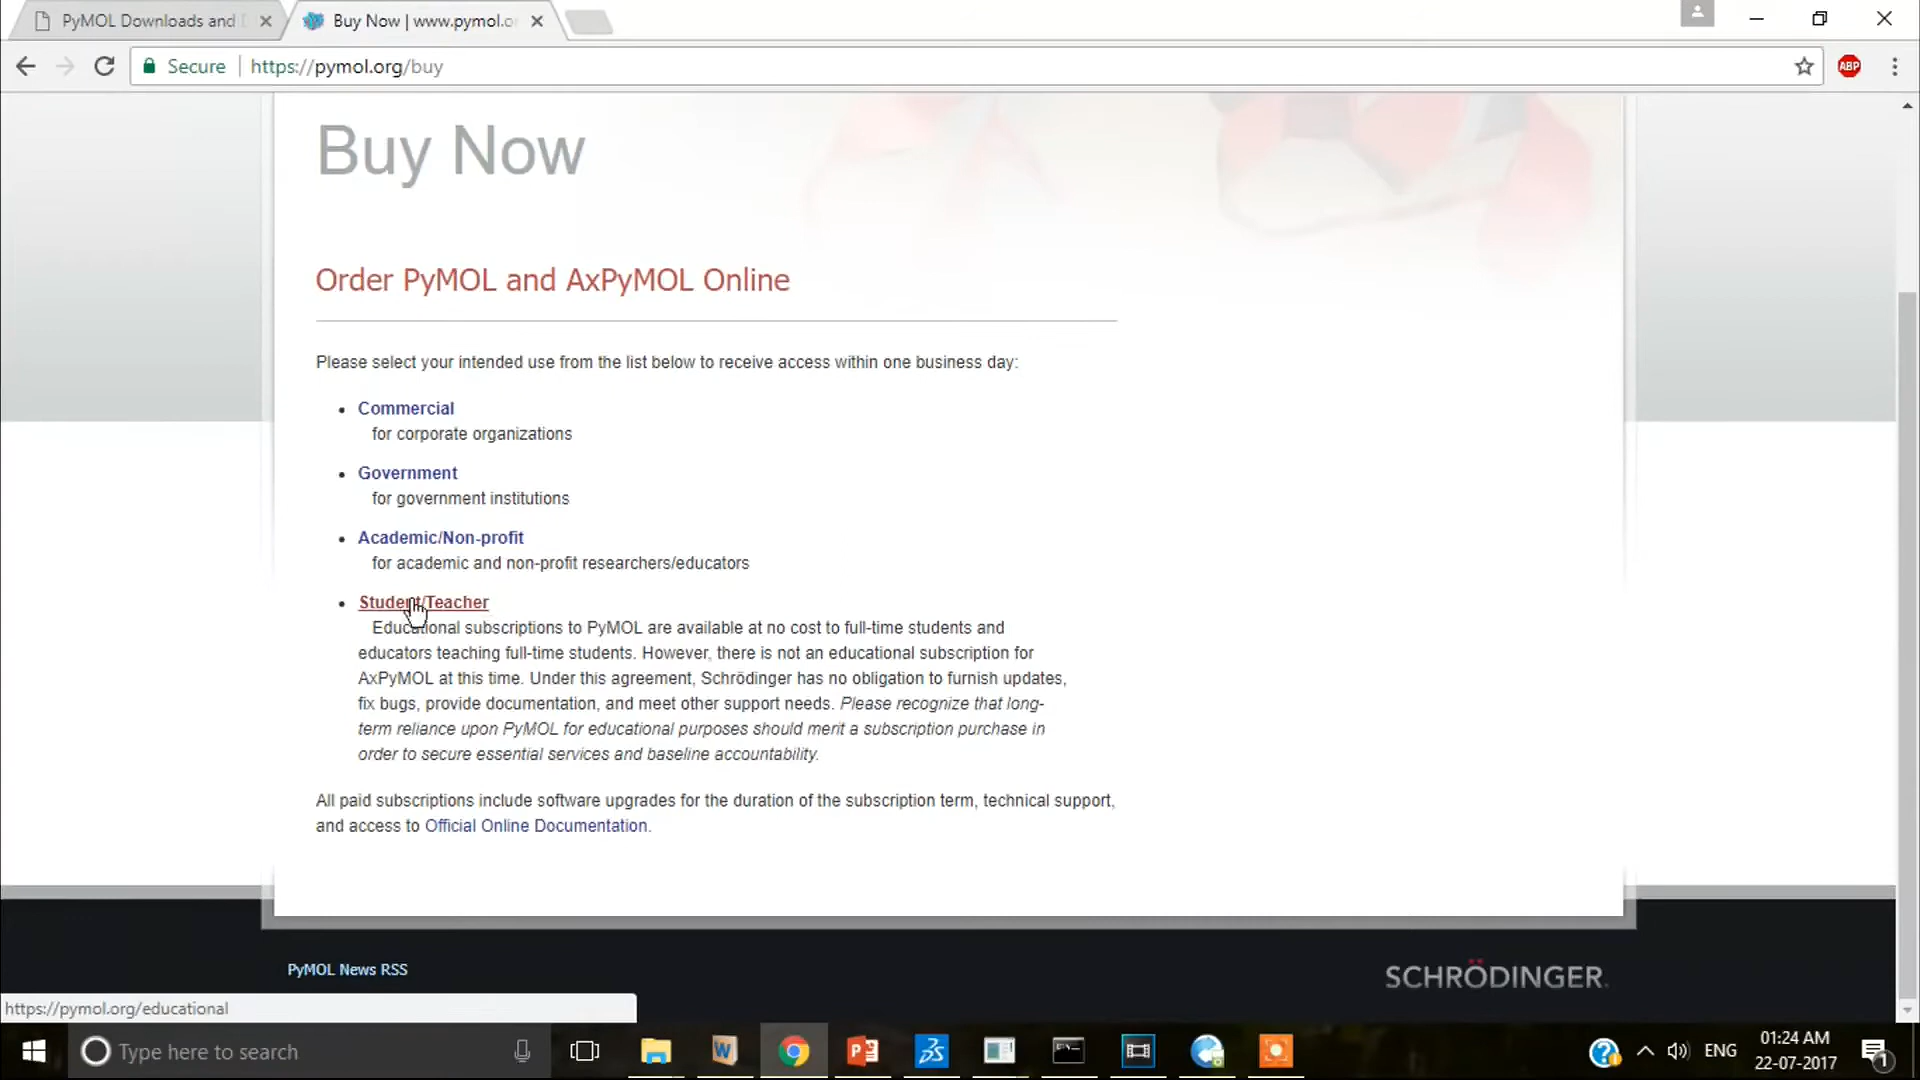 PyMOL Downloads and
Buy Now | www.pymol.o
Secure
https://pymol.org/buy
ABP
Buy Now
Order PyMOL and AxPyMOL Online
Please select your intended use from the list below to receive access within one business day:
• Commercial
for corporate organizations
• Government
for government institutions
• Academic/Non-profit
for academic and non-profit researchers/educators
• Student/Teacher
Educational subscriptions to PyMOL are available at no cost to full-time students and
educators teaching full-time students. However, there is not an educational subscription for
AxPyMOL at this time. Under this agreement, Schrödinger has no obligation to furnish updates,
fix bugs, provide documentation, and meet other support needs. Please recognize that long-
term reliance upon PyMOL for educational purposes should merit a subscription purchase in
order to secure essential services and baseline accountability.
All paid subscriptions include software upgrades for the duration of the subscription term, technical support,
and access to Official Online Documentation.
PyMOL News RSS
SCHRÖDINGER.
https://pymol.org/educational
Type here to search
ENG
01:24 AM
22-07-2017
1